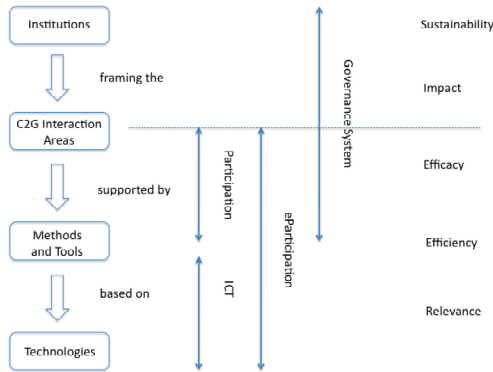 Institutions
framing the
C2G Interaction
Areas
supported by
Methods
and Tools
based on
Technologies
Participation
ICT
eParticipation
Governance System
Sustainability
Impact
Efficacy
Efficiency
Relevance